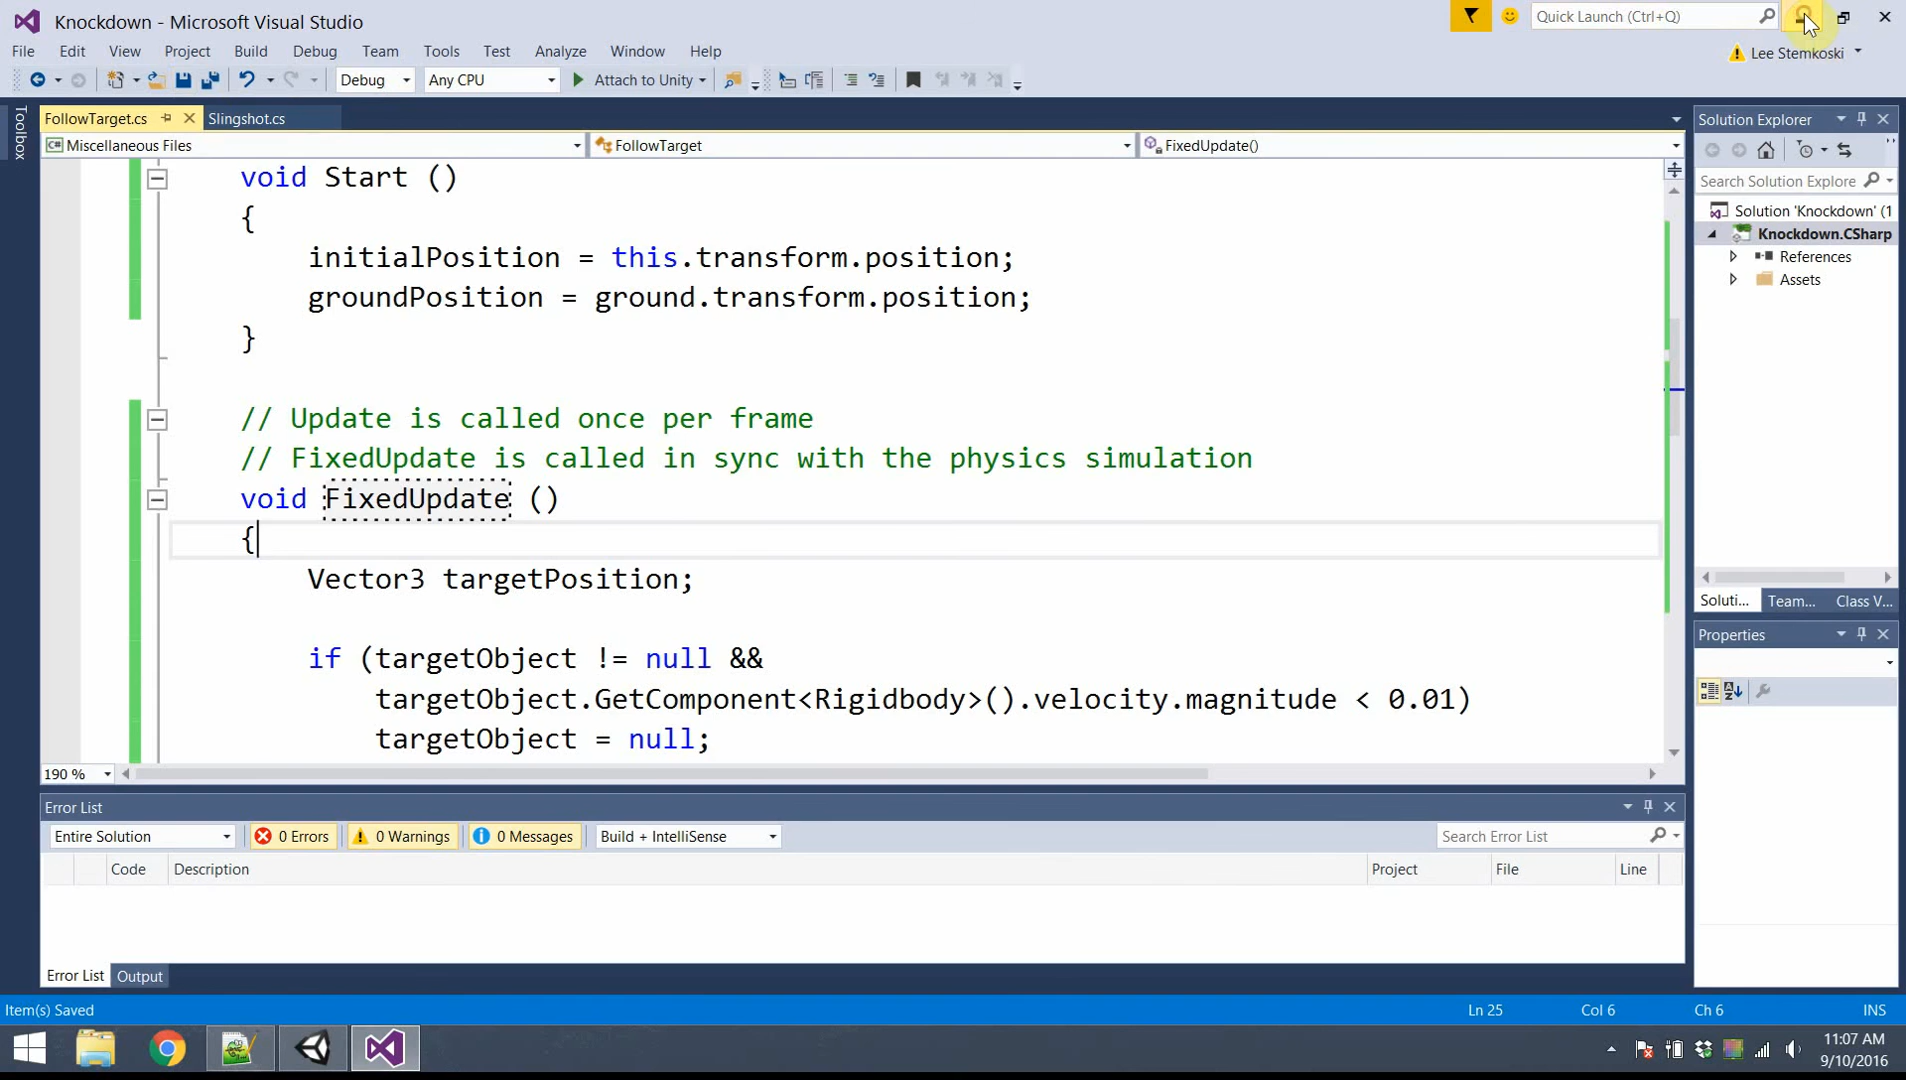 Knockdown - Microsoft Visual Studio
Quick Launch (Ctrl+Q)
File Edit View Project Build Debug Team Tools Test Analyze Window Help
Lee Stemkoski
Debug Any CPU Attach to Unity
Toolbox
FollowTarget.cs Slingshot.cs
Miscellaneous Files FollowTarget FixedUpdate()
void Start ()
{
initialPosition = this.transform.position;
groundPosition = ground.transform.position;
}
// Update is called once per frame
// FixedUpdate is called in sync with the physics simulation
void FixedUpdate ()
{
Vector3 targetPosition;
if (targetObject != null &&
targetObject.GetComponent<Rigidbody>().velocity.magnitude < 0.01)
targetObject = null;
190 %
Solution Explorer
Search Solution Explore
Solution 'Knockdown' (1
Knockdown.CSharp
References
Assets
Soluti... Team... Class V...
Properties
Error List
Entire Solution 0 Errors 0 Warnings 0 Messages Build + IntelliSense Search Error List
Code Description Project File Line
Error List Output
Item(s) Saved Ln 25 Col 6 Ch 6 INS
11:07 AM
9/10/2016